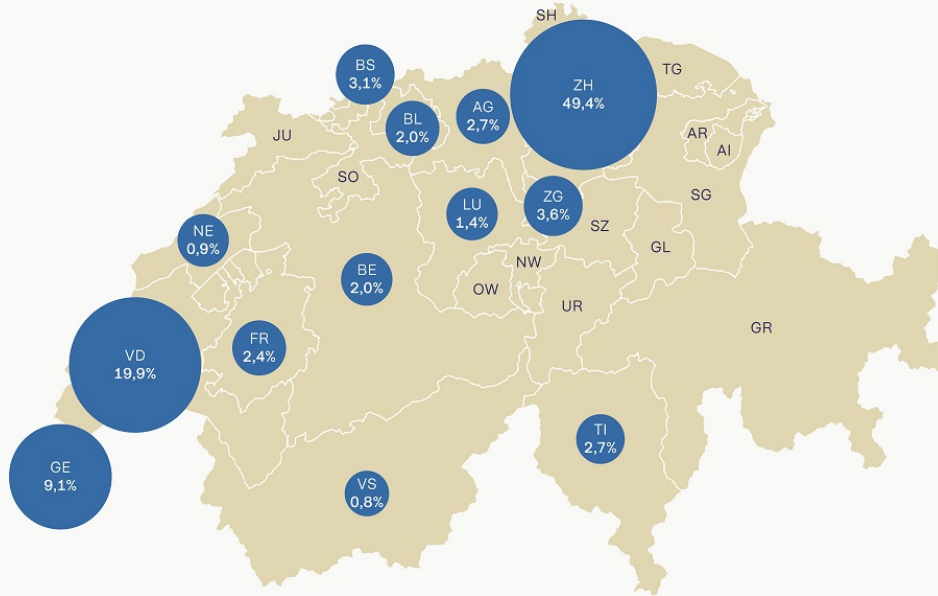 SH
BS
3,1%
TG
ZH
49,4%
AG
2,7%
BL
2,0%
JU
AR
AI
SO
LU
1,4%
ZG
3,6%
SG
NE
0,9%
SZ
GL
NW
BE
2,0%
OW
UR
GR
FR
2,4%
VD
19,9%
TI
2,7%
GE
9,1%
VS
0,8%